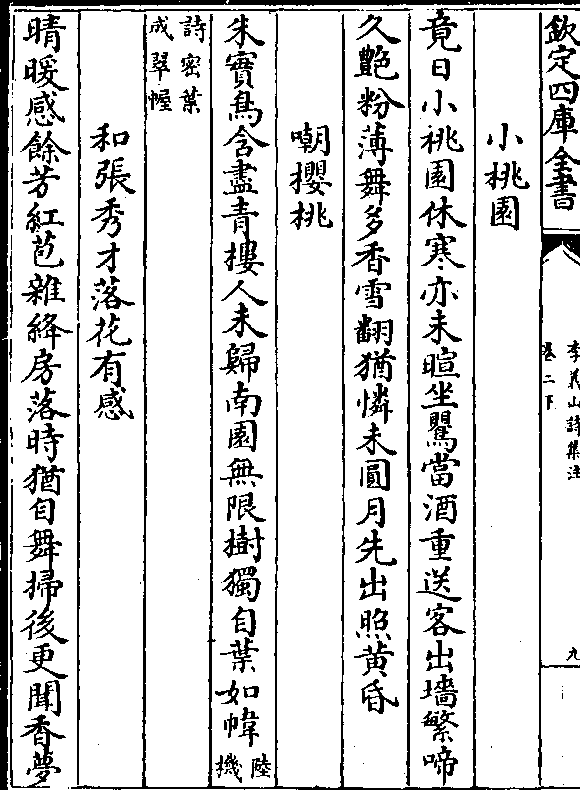 欽定四庫全書
李義山詩集注
卷二下
九
小桃園
竟日小桃園休寒亦未暄坐鸎當酒重送客出墻繁啼
久艷粉薄舞多香雪翻猶憐未圓月先出照黄昏
嘲攖桃
朱實鳥含盡青摟人未歸南園無限樹獨自葉如幃
陸機
詩密葉
成翠幄
和張秀才落花有感
晴暖感餘芳紅苞雜絳房落時猶自舞掃後更聞香夢